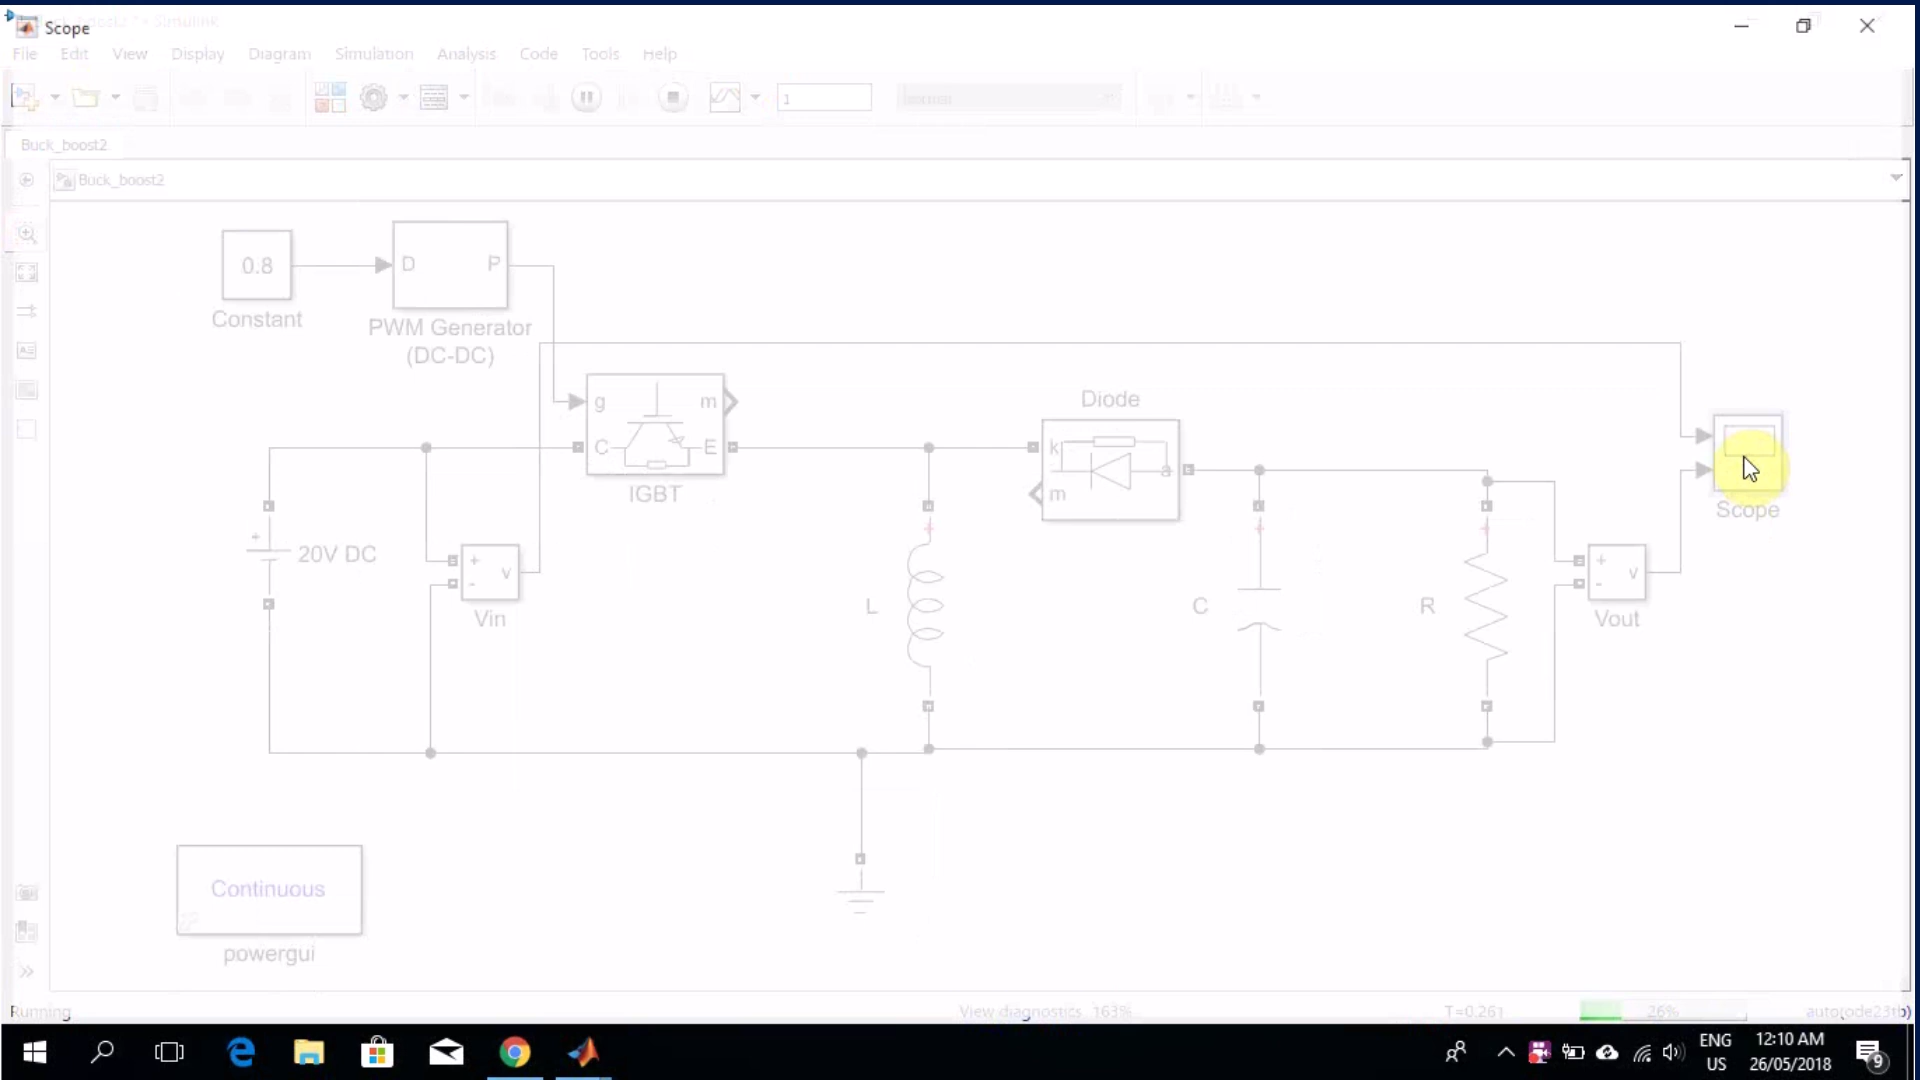 Scope
File Edit View Display Diagram Simulation Analysis Code Tools Help
1
Normal
Buck_boost2
Buck_boost2
0.8
Constant
D P
PWM Generator
(DC-DC)
g m
C E
IGBT
Diode
k a
m
Scope
20V DC
+
+
-
v
Vin
L
C
R
+
-
v
Vout
Continuous
powergui
Running
View diagnostics 163%
T=0.261
26%
ENG
US
12:10 AM
26/05/2018
9